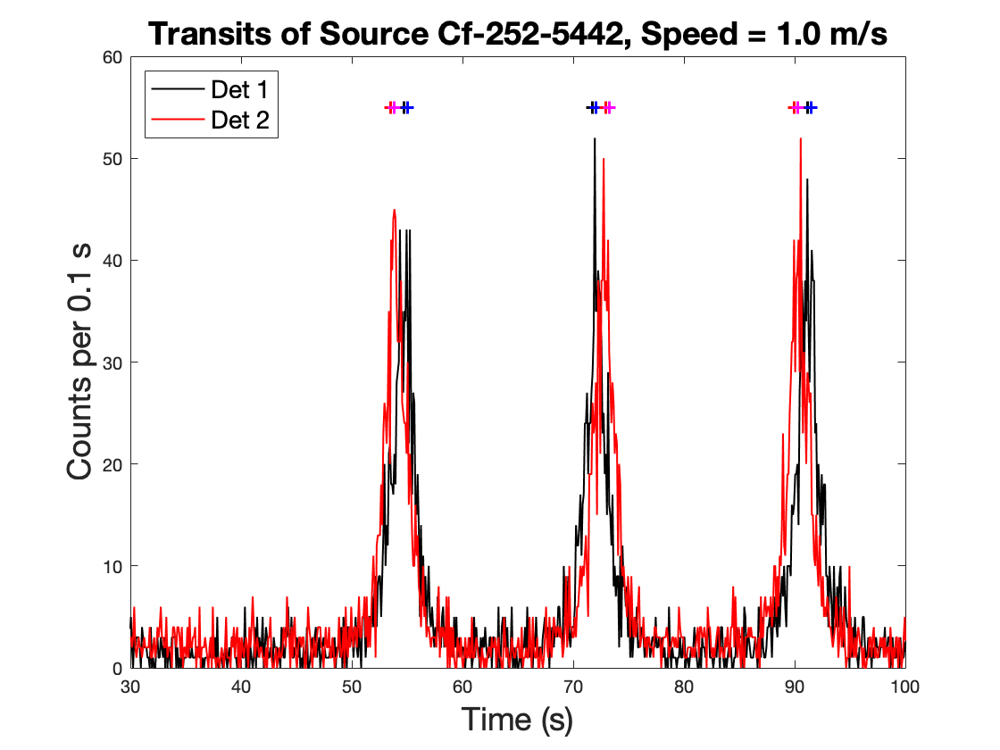 Transits of Source Cf-252-5442, Speed = 1.0 m/s
60
50
40
30
20
10
0
Counts per 0.1 s
Det 1
Det 2
30 40 50 60 70 80 90 100
Time (s)